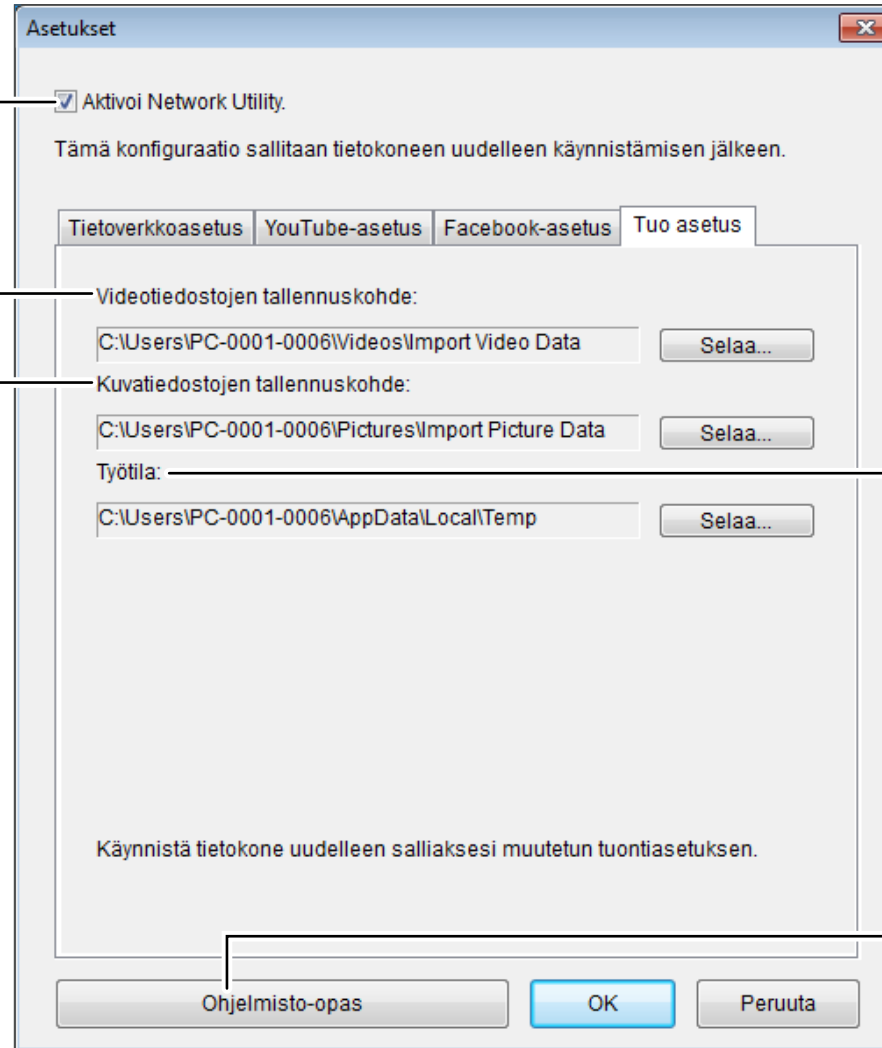 Asetukset
Aktivoi Network Utility.
Tämä konfiguraatio sallitaan tietokoneen uudelleen käynnistämisen jälkeen.
Tietoverkkoasetus YouTube-asetus Facebook-asetus Tuo asetus
Videotiedostojen tallennuskohde:
C:\Users\PC-0001-0006\Videos\Import Video Data Selaa...
Kuvatiedostojen tallennuskohde:
C:\Users\PC-0001-0006\Pictures\Import Picture Data Selaa...
Työtila:
C:\Users\PC-0001-0006\AppData\Local\Temp Selaa...
Käynnistä tietokone uudelleen salliaksesi muutetun tuontiasetuksen.
Ohjelmisto-opas OK Peruuta